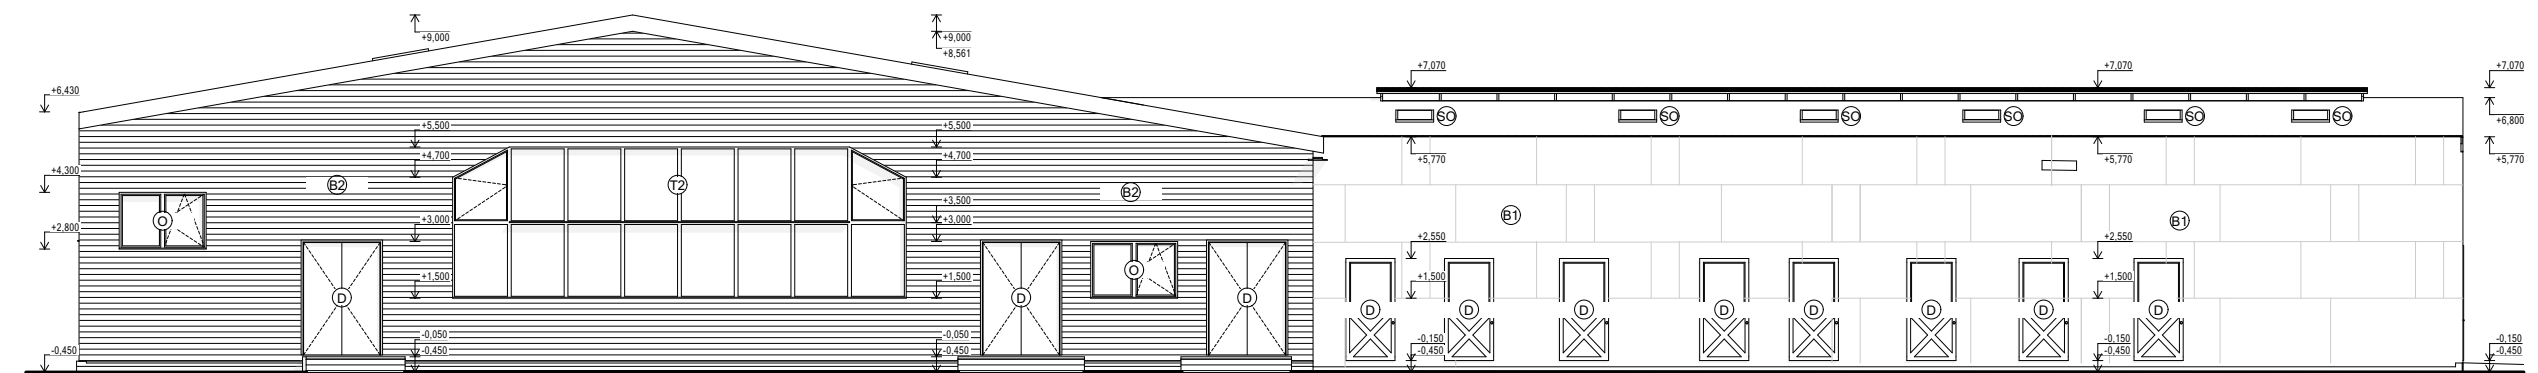 +9,000
+9,000
+8,561
+7,070
+7,070
+7,070
+6,430
SO
SO
SO
SO
SO
SO
+6,800
+5,500
+5,500
+4,700
+4,700
+5,770
+5,770
+5,770
+4,300
B2
T2
B2
+3,500
+3,000
+3,000
O
B1
B1
+2,800
+2,550
+2,550
O
+1,500
+1,500
+1,500
+1,500
D
D
D
D
D
D
D
D
D
D
D
-0,050
-0,050
-0,150
-0,150
-0,150
-0,450
-0,450
-0,450
-0,450
-0,450
-0,450